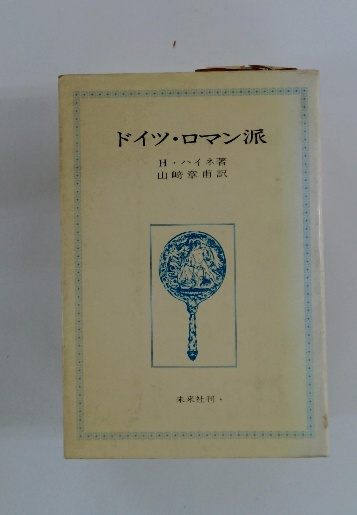 ドイツ・ロマン派
H・ハイネ著
山崎章甫訳
未来社刊